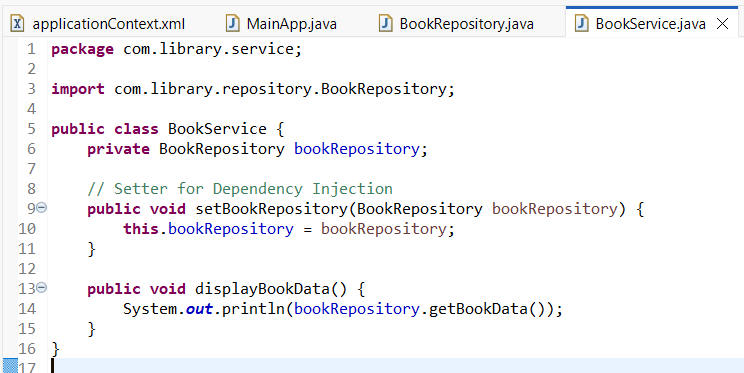 applicationContext.xml MainApp.java BookRepository.java BookService.java
1 package com.library.service;
2
3 import com.library.repository.BookRepository;
4
5 public class BookService {
6     private BookRepository bookRepository;
7
8     // Setter for Dependency Injection
9     public void setBookRepository(BookRepository bookRepository) {
10         this.bookRepository = bookRepository;
11     }
12
13     public void displayBookData() {
14         System.out.println(bookRepository.getBookData());
15     }
16 }
17